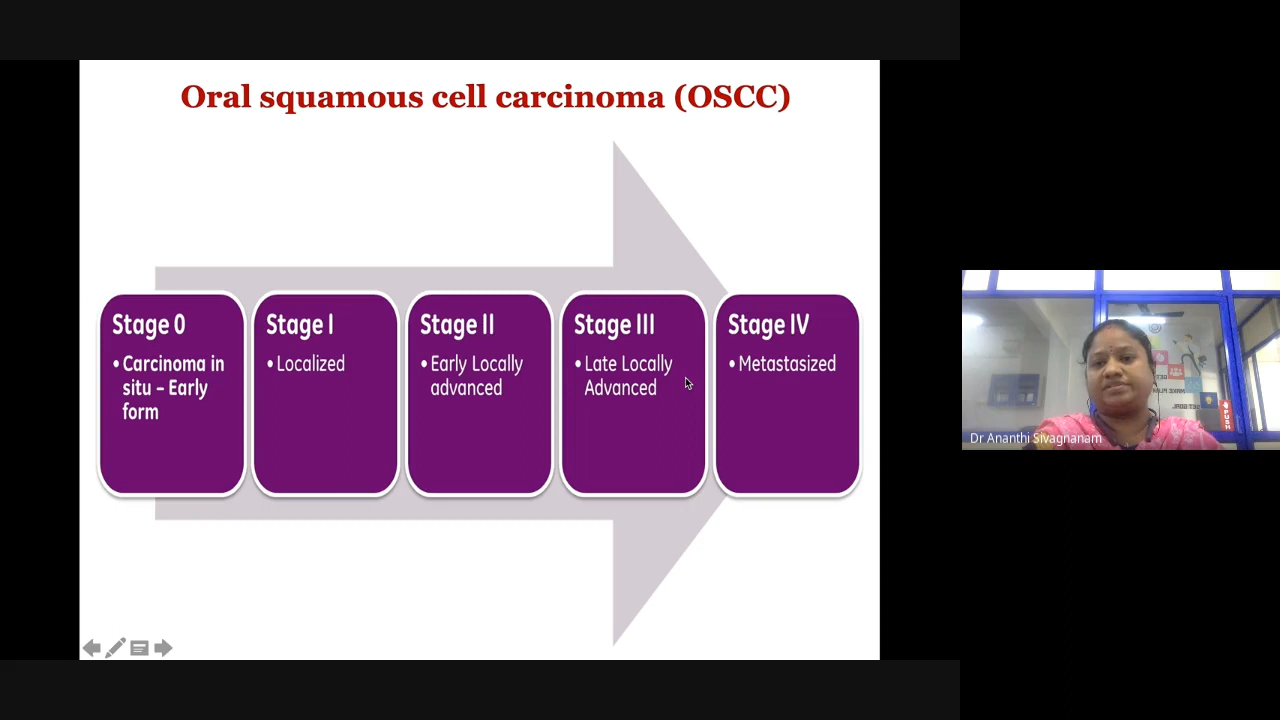 Oral squamous cell carcinoma (OSCC)
Stage 0
• Carcinoma in
situ – Early
form
Stage I
• Localized
Stage II
• Early Locally
advanced
Stage III
• Late Locally
Advanced
Stage IV
• Metastasized
Dr Ananthi Sivagnanam
PUSH